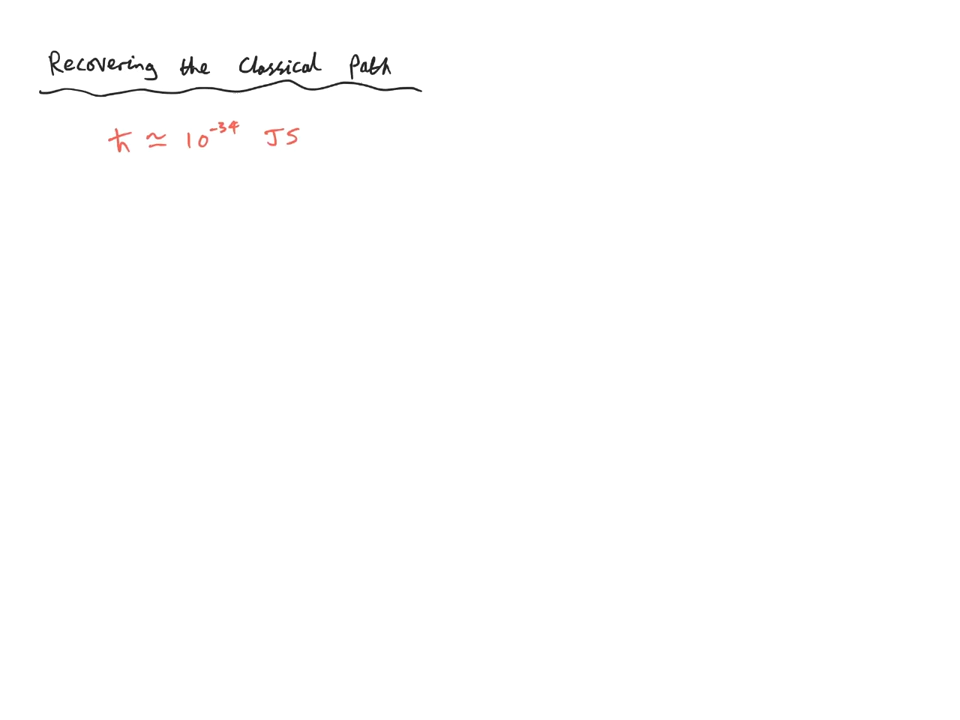 Recovering the Classical Path
ħ ≃ 10⁻³⁴ JS